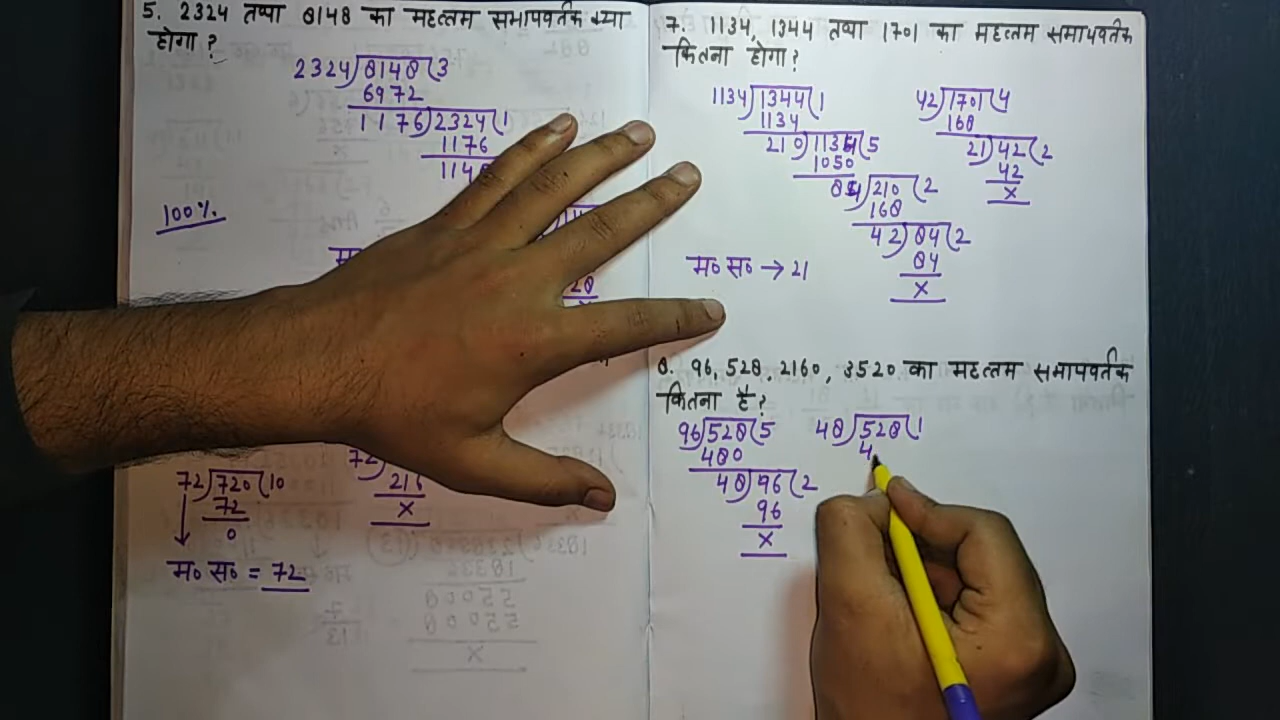 5. 2324 तथा 8148 का महत्तम समापवर्तक क्या
होगा?
2324)8148(3
6972
1176)2324(1
1176
114
100%
28
72)
216
x
72)720(10
72
0
म० स० = 72
7. 1134, 1344 तथा 1701 का महत्तम समापवर्तक
कितना होगा?
1134)1344(1
1134
210)1134(5
1050
84)210(2
168
42)84(2
84
x
42)1701(4
168
21)42(2
42
x
म० स० → 21
8. 96, 528, 2160, 3520 का महत्तम समापवर्तक
कितना है?
96)528(5
480
48)96(2
96
x
48)528(1
4